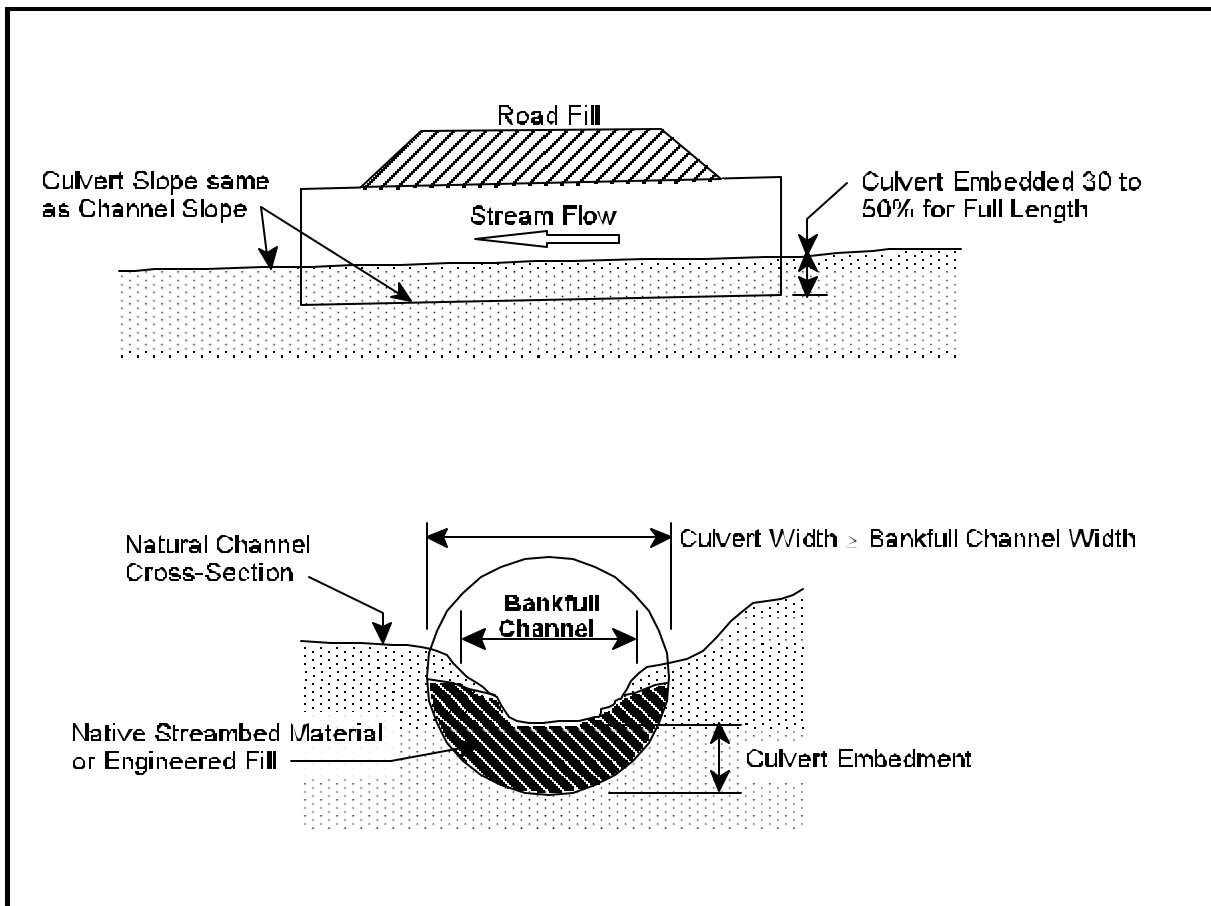 Road Fill
Culvert Slope same
as Channel Slope
Culvert Embedded 30 to
50% for Full Length
Stream Flow
Culvert Width ≥ Bankfull Channel Width
Natural Channel
Cross-Section
Bankfull
Channel
Native Streambed Material
or Engineered Fill
Culvert Embedment